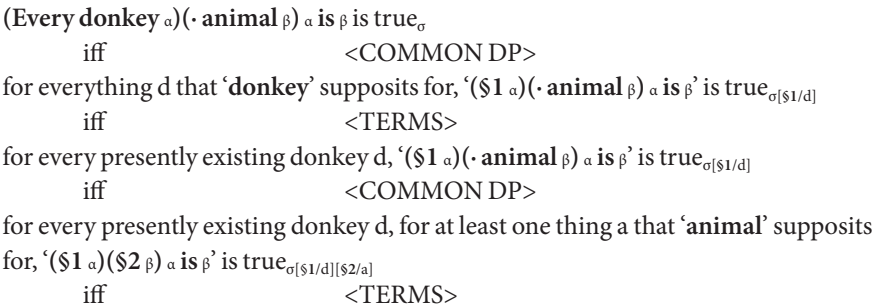 (Every donkey α)(· animal β) α is β is trueσ
iff <COMMON DP>
for everything d that ‘donkey’ supposits for, ‘(§1 α)(· animal β) α is β’ is trueσ[§1/d]
iff <TERMS>
for every presently existing donkey d, ‘(§1 α)(· animal β) α is β’ is trueσ[§1/d]
iff <COMMON DP>
for every presently existing donkey d, for at least one thing a that ‘animal’ supposits
for, ‘(§1 α)(§2 β) α is β’ is trueσ[§1/d][§2/a]
iff <TERMS>